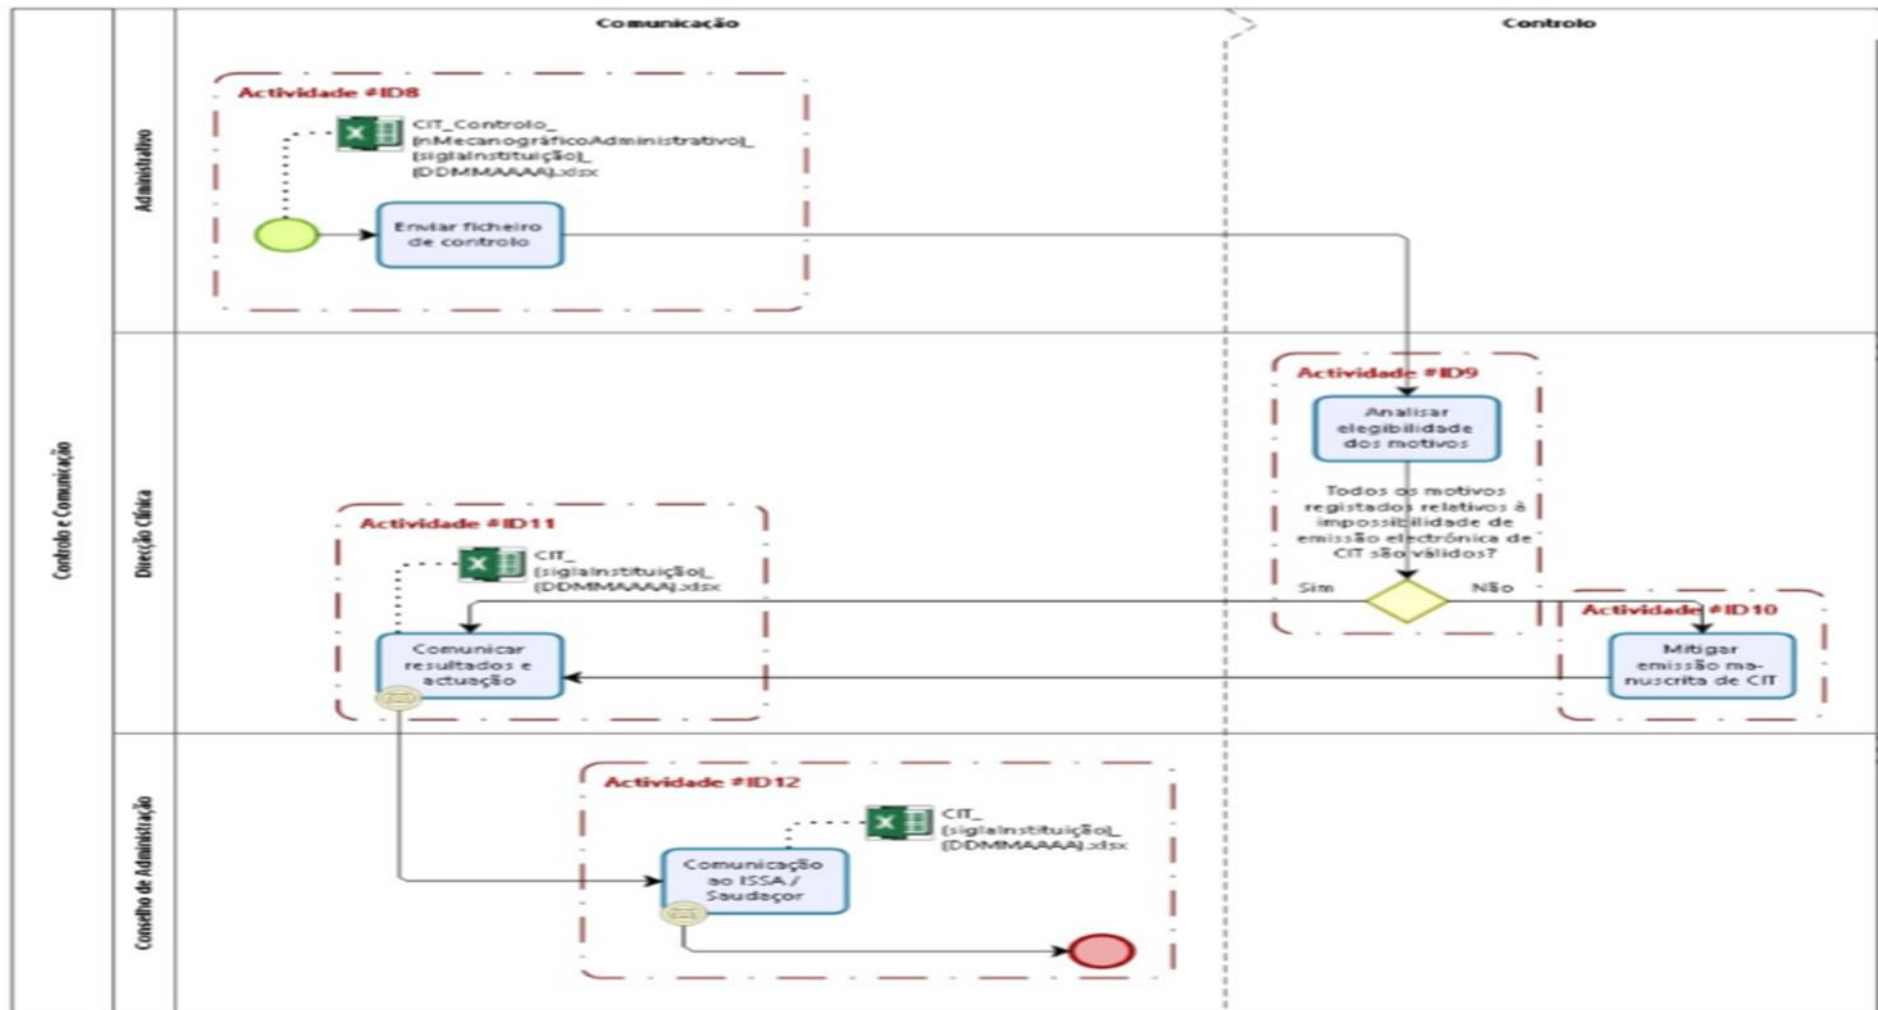 Comunicação
Controlo
Controlo e Comunicação
Administrativo
Actividade #ID8
CIT_Controlo_
(nMecanográficoAdministrativo)_
(siglaInstituição)_
(DDMMAAAA).xlsx
Enviar ficheiro
de controlo
Direcção Clínica
Actividade #ID9
Analisar
elegibilidade
dos motivos
Todos os motivos
registados relativos à
impossibilidade de
emissão electrónica de
CIT são válidos?
Sim
Não
Actividade #ID10
Mitigar
emissão ma-
nuscrita de CIT
Actividade #ID11
CIT_
(siglaInstituição)_
(DDMMAAAA).xlsx
Comunicar
resultados e
actuação
Conselho de Administração
Actividade #ID12
CIT_
(siglaInstituição)_
(DDMMAAAA).xlsx
Comunicação
ao ISSA /
Saudaçor